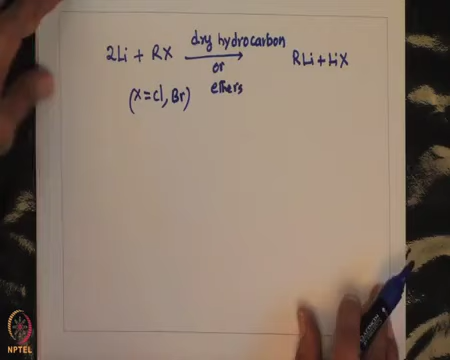 dry hydrocarbon
2Li + RX ⟶ RLi + LiX
or
(X=Cl, Br) ethers
NPTEL